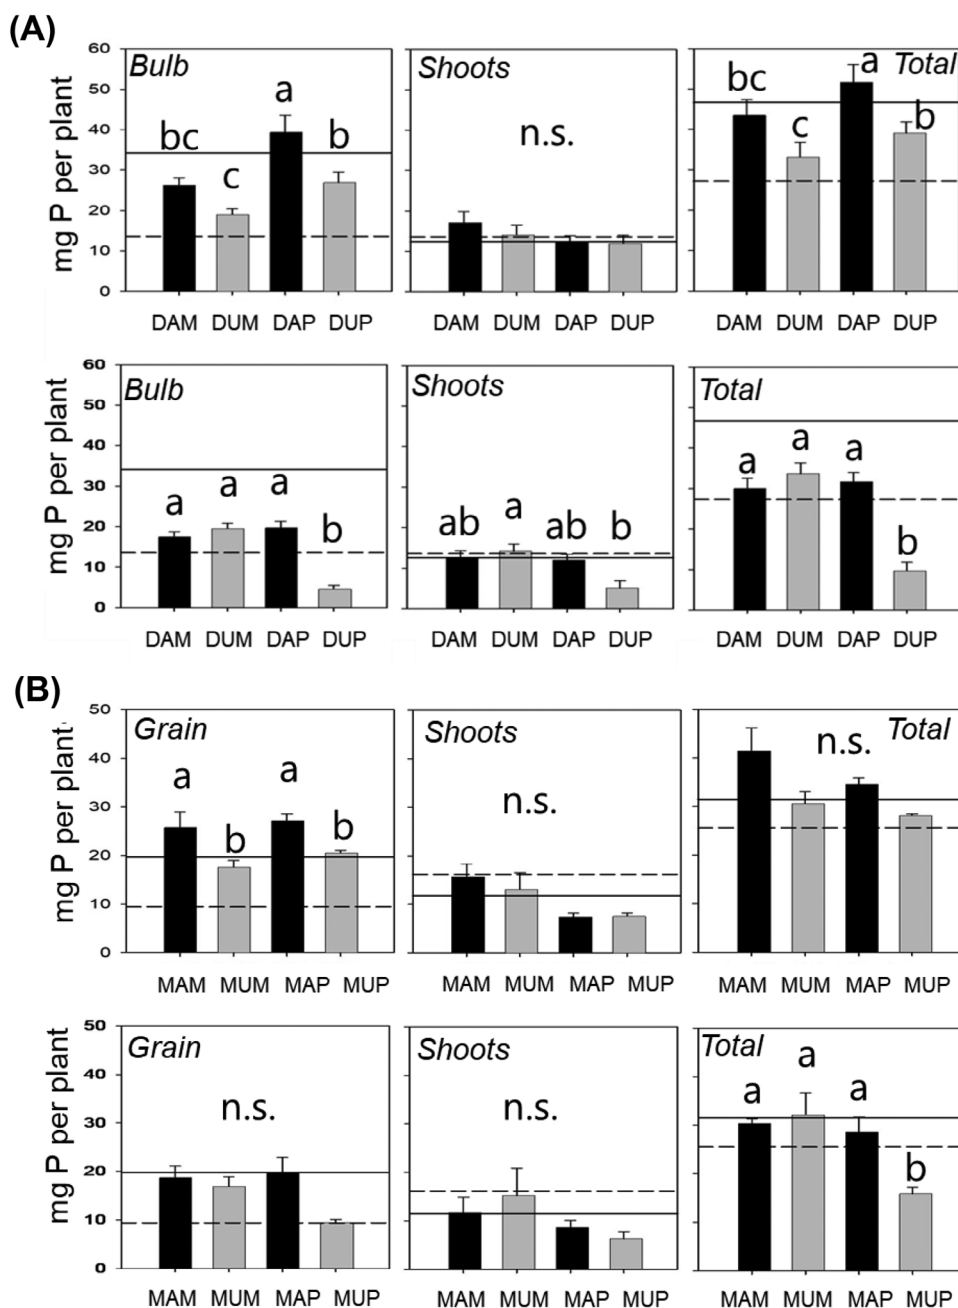 (A)
60
50
40
30
20
10
0
mg P per plant
Bulb
bc
c
a
b
DAM DUM DAP DUP
Shoots
n.s.
DAM DUM DAP DUP
Total
bc
c
a
b
DAM DUM DAP DUP
60
50
40
30
20
10
0
mg P per plant
Bulb
a a a b
DAM DUM DAP DUP
Shoots
ab a ab b
DAM DUM DAP DUP
Total
a a a b
DAM DUM DAP DUP
(B)
50
40
30
20
10
0
mg P per plant
Grain
a b a b
MAM MUM MAP MUP
Shoots
n.s.
MAM MUM MAP MUP
Total
n.s.
MAM MUM MAP MUP
50
40
30
20
10
0
mg P per plant
Grain
n.s.
MAM MUM MAP MUP
Shoots
n.s.
MAM MUM MAP MUP
Total
a a a b
MAM MUM MAP MUP